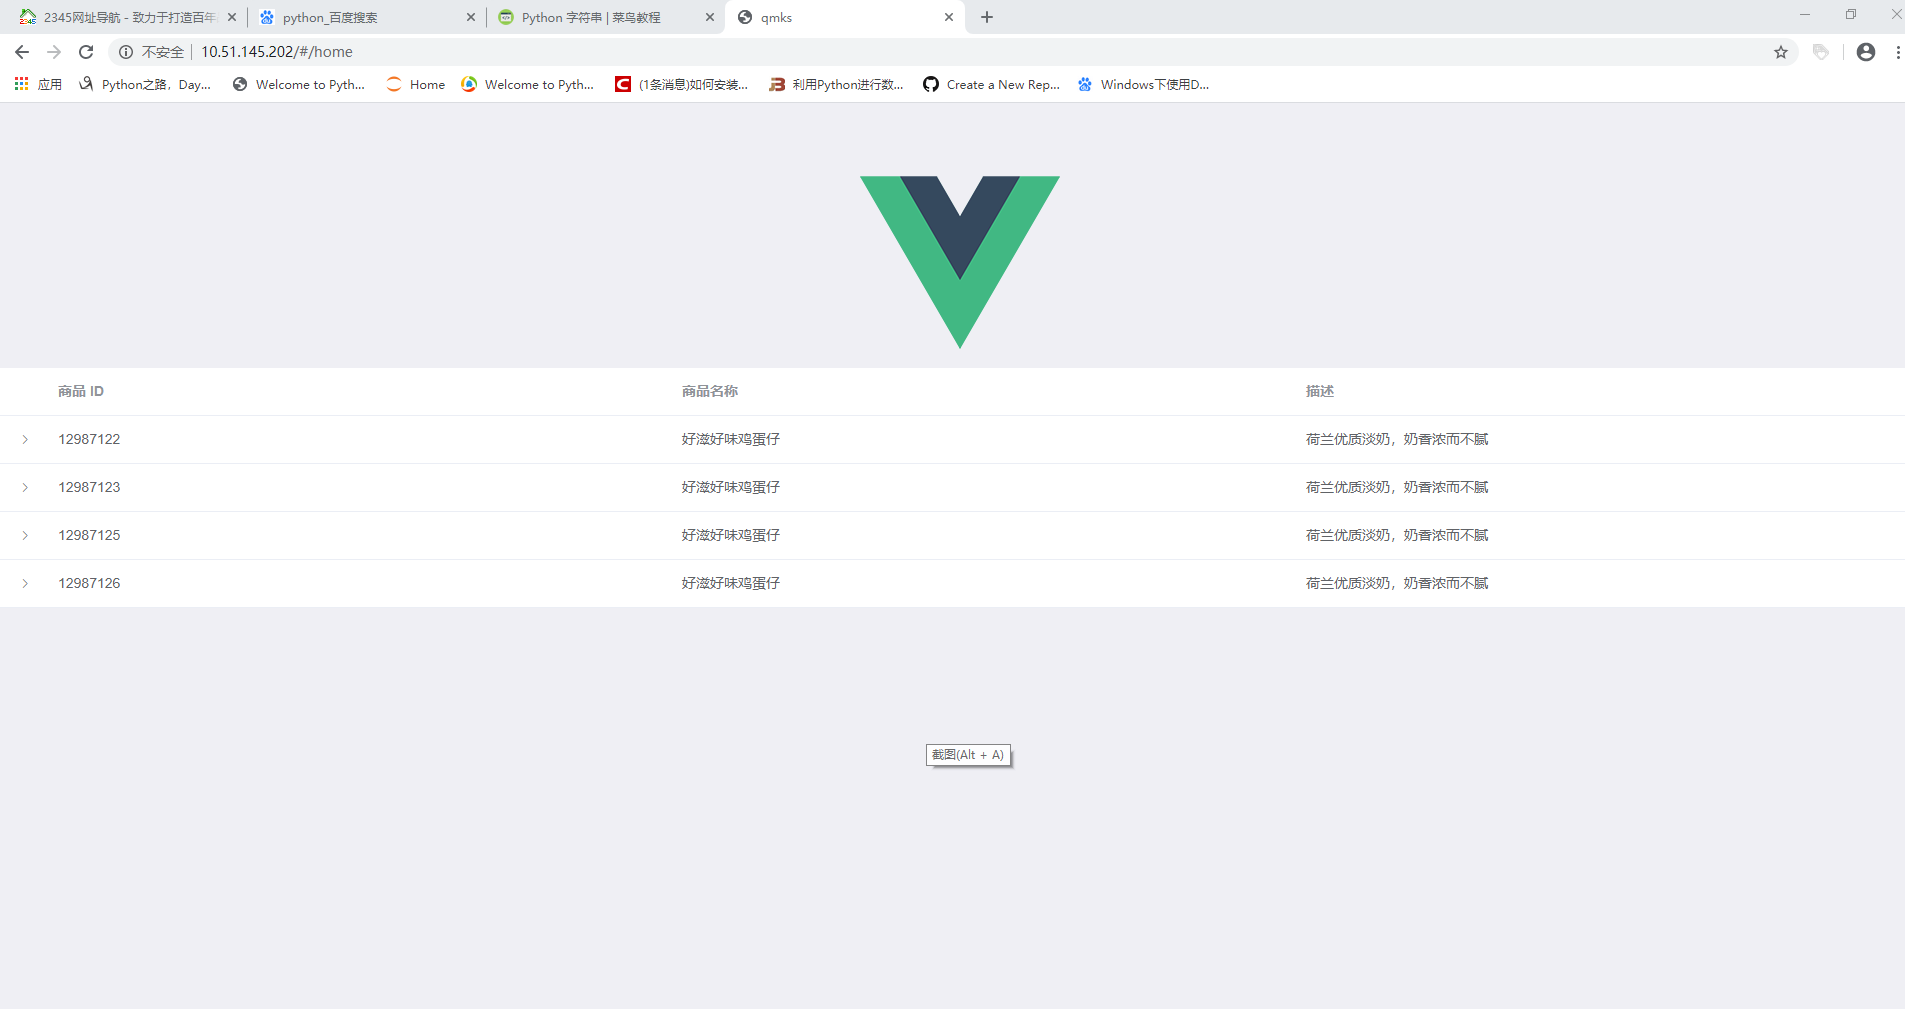 2345网址导航 - 致力于打造百年
python_百度搜索
Python 字符串 | 菜鸟教程
qmks
不安全 10.51.145.202/#/home
应用
Python之路，Day...
Welcome to Pyth...
Home
Welcome to Pyth...
(1条消息)如何安装...
利用Python进行数...
Create a New Rep...
Windows下使用D...
商品 ID 商品名称 描述
12987122 好滋好味鸡蛋仔 荷兰优质淡奶，奶香浓而不腻
12987123 好滋好味鸡蛋仔 荷兰优质淡奶，奶香浓而不腻
12987125 好滋好味鸡蛋仔 荷兰优质淡奶，奶香浓而不腻
12987126 好滋好味鸡蛋仔 荷兰优质淡奶，奶香浓而不腻
截图(Alt + A)